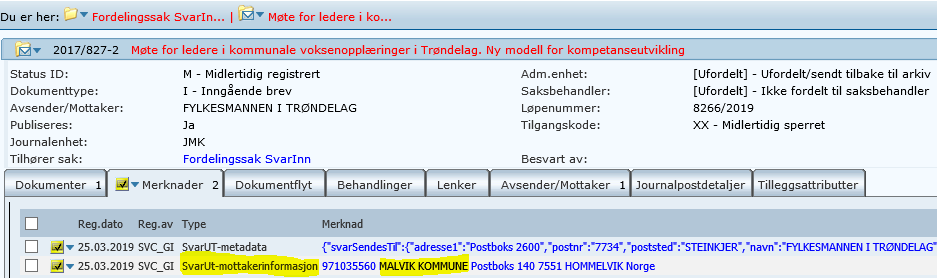 Du er her: Fordelingssak SvarInn... | Møte for ledere i ko...
2017/827-2 Møte for ledere i kommunale voksenopplæringer i Trøndelag. Ny modell for kompetanseutvikling
Status ID: M - Midlertidig registrert Adm.enhet: [Ufordelt] - Ufordelt/sendt tilbake til arkiv
Dokumenttype: I - Inngående brev Saksbehandler: [Ufordelt] - Ikke fordelt til saksbehandler
Avsender/Mottaker: FYLKESMANNEN I TRØNDELAG Løpenummer: 8266/2019
Publiseres: Ja Tilgangskode: XX - Midlertidig sperret
Journalenhet: JMK
Tilhører sak: Fordelingssak SvarInn Besvart av:
Dokumenter 1 Merknader 2 Dokumentflyt Behandlinger Lenker Avsender/Mottaker 1 Journalpostdetaljer Tilleggsattributter
Reg.dato Reg.av Type Merknad
25.03.2019 SVC_GI SvarUT-metadata {"svarSendesTil":{"adresse1":"Postboks 2600","postnr":"7734","poststed":"STEINKJER","navn":"FYLKESMANNEN I TRØNDELAG"
25.03.2019 SVC_GI SvarUt-mottakerinformasjon 971035560 MALVIK KOMMUNE Postboks 140 7551 HOMMELVIK Norge